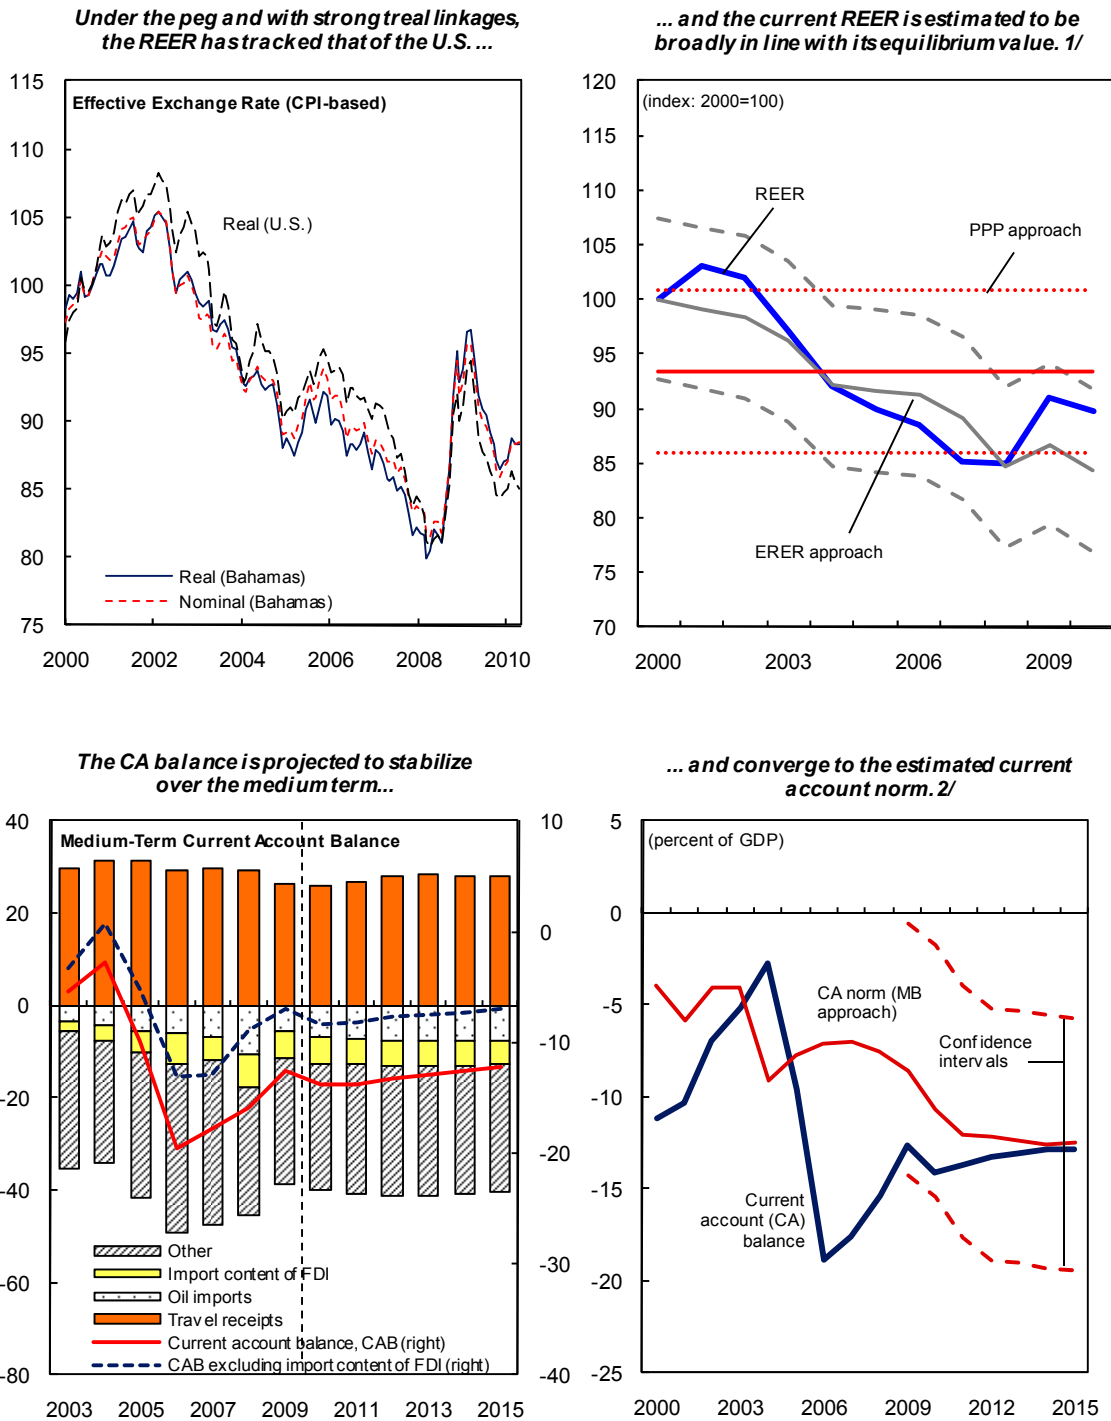 Under the peg and with strong treal linkages,
the REER has tracked that of the U.S. ...
115
110
105
100
95
90
85
80
75
Effective Exchange Rate (CPI-based)
Real (U.S.)
Real (Bahamas)
Nominal (Bahamas)
2000 2002 2004 2006 2008 2010
... and the current REER is estimated to be
broadly in line with its equilibrium value. 1/
120
115
110
105
100
95
90
85
80
75
70
(index: 2000=100)
REER
PPP approach
ERER approach
2000 2003 2006 2009
The CA balance is projected to stabilize
over the medium term...
40
20
0
-20
-40
-60
-80
Medium-Term Current Account Balance
10
0
-10
-20
-30
-40
Other
Import content of FDI
Oil imports
Travel receipts
Current account balance, CAB (right)
CAB excluding import content of FDI (right)
2003 2005 2007 2009 2011 2013 2015
... and converge to the estimated current
account norm. 2/
5
0
-5
-10
-15
-20
-25
(percent of GDP)
CA norm (MB
approach)
Confidence
intervals
Current
account (CA)
balance
2000 2003 2006 2009 2012 2015